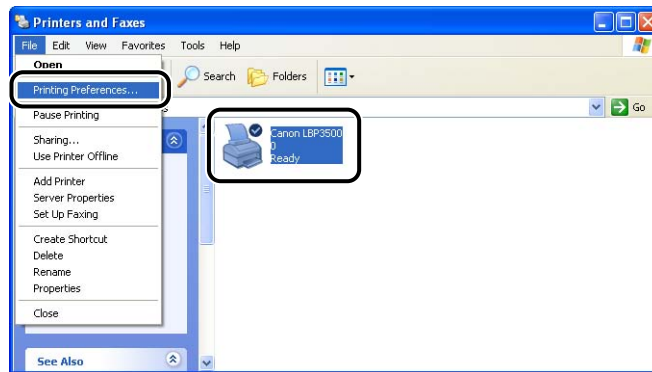 Printers and Faxes
File Edit View Favorites Tools Help
Search Folders
Go
Open
Printing Preferences...
Pause Printing
Sharing...
Use Printer Offline
Add Printer
Server Properties
Set Up Faxing
Create Shortcut
Delete
Rename
Properties
Close
See Also
Canon LBP3500
0
Ready